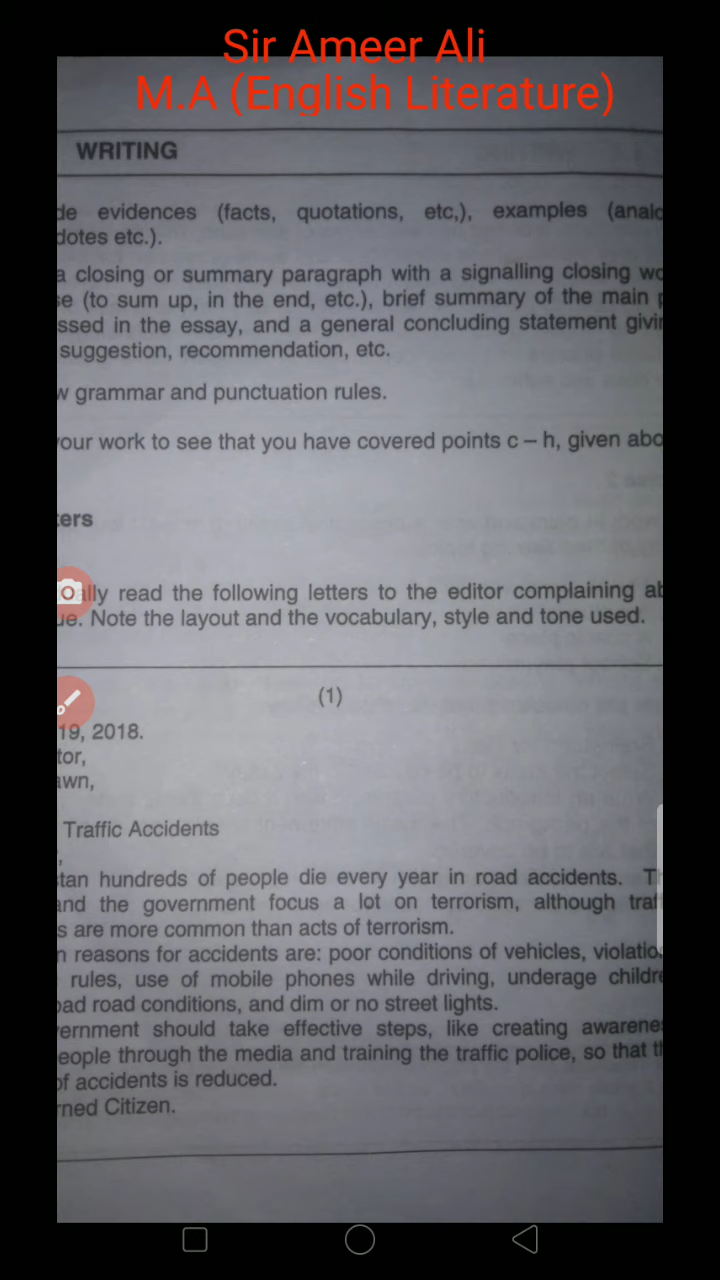 Sir Ameer Ali
M.A (English Literature)
WRITING
de evidences (facts, quotations, etc,), examples (analo
dotes etc.).
a closing or summary paragraph with a signalling closing wo
se (to sum up, in the end, etc.), brief summary of the main p
ssed in the essay, and a general concluding statement givin
suggestion, recommendation, etc.
w grammar and punctuation rules.
your work to see that you have covered points c – h, given abo
ers
ally read the following letters to the editor complaining ab
ue. Note the layout and the vocabulary, style and tone used.
(1)
19, 2018.
tor,
awn,
Traffic Accidents
,
tan hundreds of people die every year in road accidents. Th
and the government focus a lot on terrorism, although traf
s are more common than acts of terrorism.
n reasons for accidents are: poor conditions of vehicles, violatio
rules, use of mobile phones while driving, underage childre
bad road conditions, and dim or no street lights.
vernment should take effective steps, like creating awarenes
eople through the media and training the traffic police, so that th
of accidents is reduced.
rned Citizen.